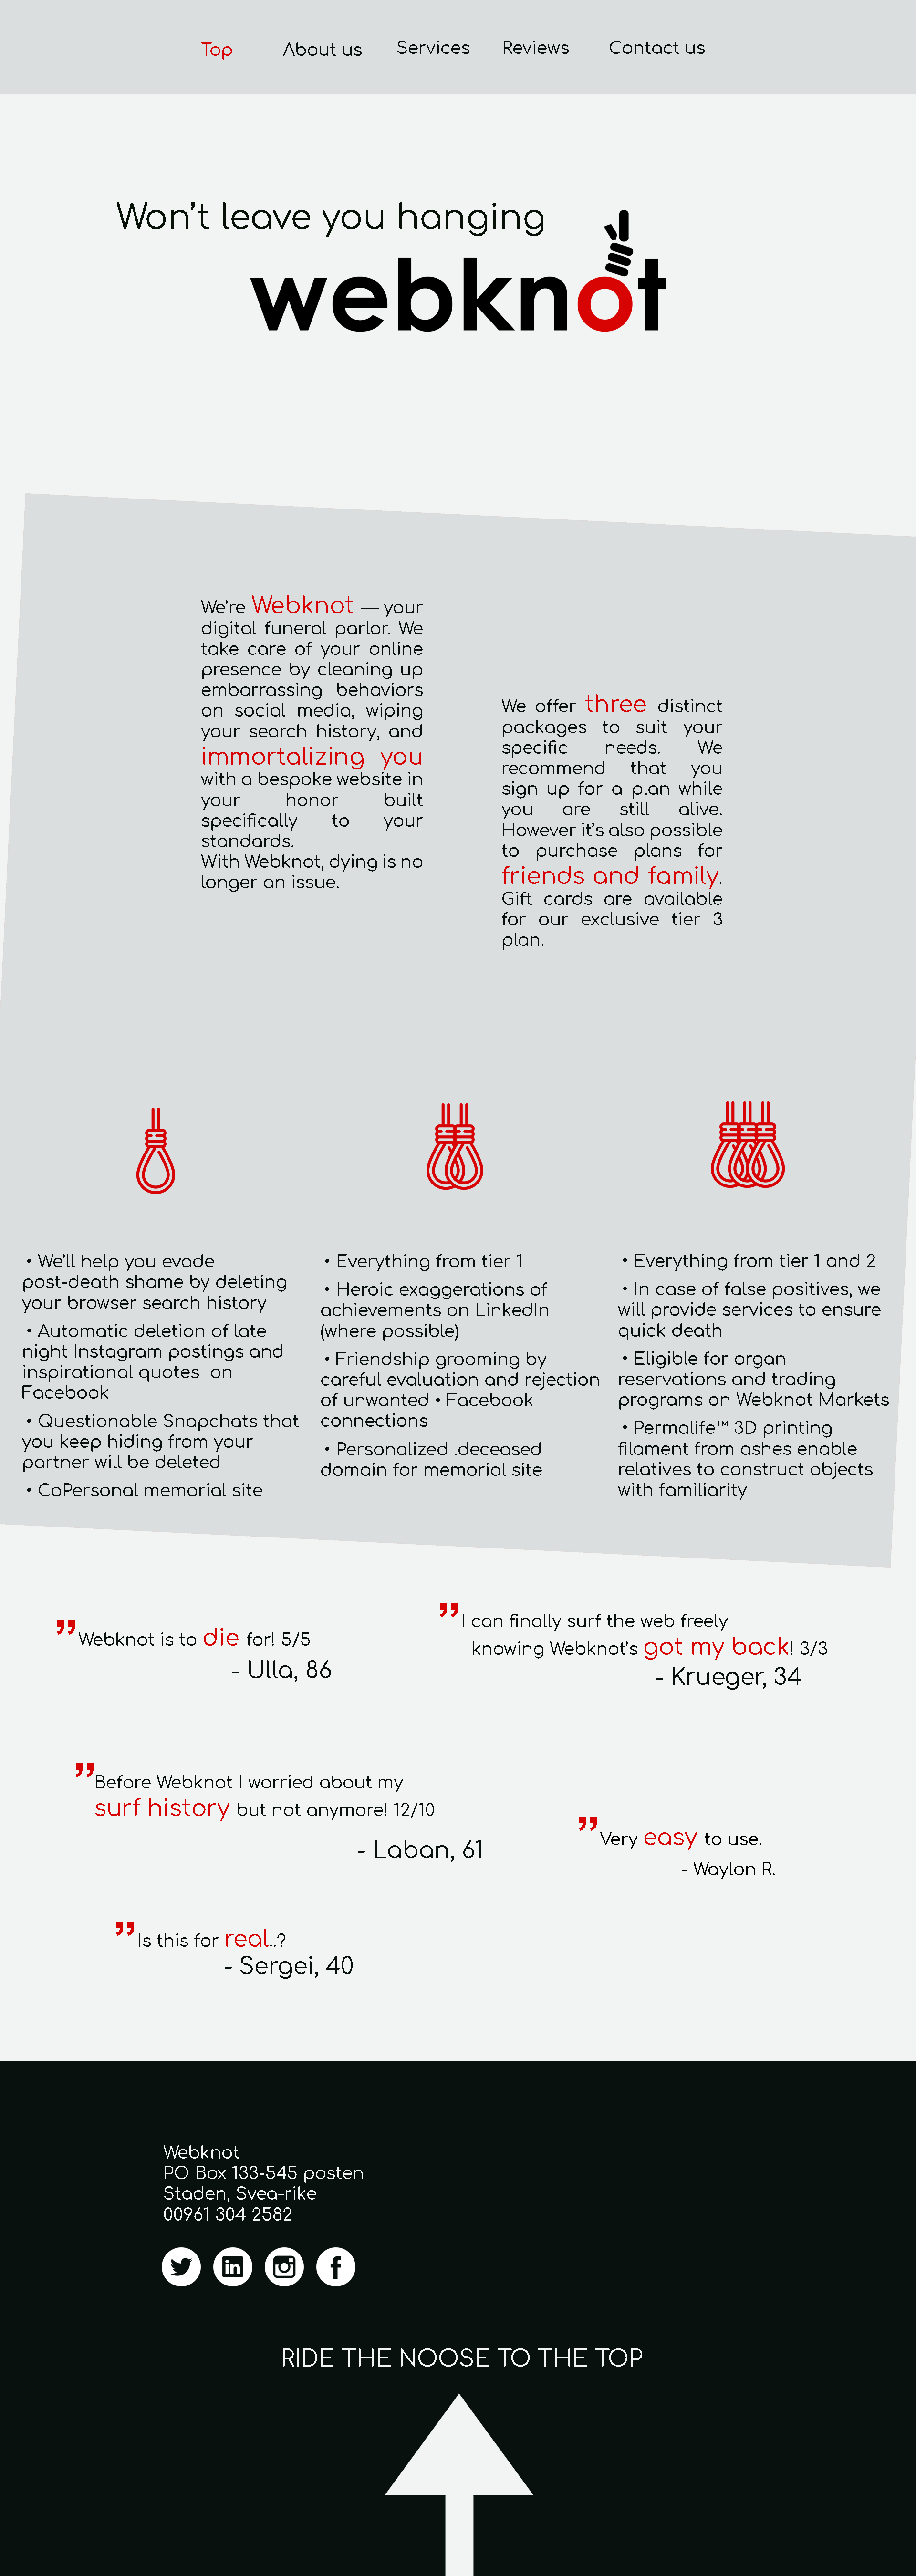 Top About us Services Reviews Contact us
Won't leave you hanging
webknot
We're Webknot — your
digital funeral parlor. We
take care of your online
presence by cleaning up
embarrassing behaviors
on social media, wiping
your search history, and
immortalizing you
with a bespoke website in
your honor built
specifically to your
standards.
With Webknot, dying is no
longer an issue.
We offer three distinct
packages to suit your
specific needs. We
recommend that you
sign up for a plan while
you are still alive.
However it's also possible
to purchase plans for
friends and family.
Gift cards are available
for our exclusive tier 3
plan.
• We'll help you evade
post-death shame by deleting
your browser search history
• Automatic deletion of late
night Instagram postings and
inspirational quotes on
Facebook
• Questionable Snapchats that
you keep hiding from your
partner will be deleted
• CoPersonal memorial site
• Everything from tier 1
• Heroic exaggerations of
achievements on LinkedIn
(where possible)
• Friendship grooming by
careful evaluation and rejection
of unwanted • Facebook
connections
• Personalized .deceased
domain for memorial site
• Everything from tier 1 and 2
• In case of false positives, we
will provide services to ensure
quick death
• Eligible for organ
reservations and trading
programs on Webknot Markets
• Permalife™ 3D printing
filament from ashes enable
relatives to construct objects
with familiarity
”Webknot is to die for! 5/5
- Ulla, 86
”I can finally surf the web freely
knowing Webknot's got my back! 3/3
- Krueger, 34
”Before Webknot I worried about my
surf history but not anymore! 12/10
- Laban, 61
”Very easy to use.
- Waylon R.
”Is this for real..?
- Sergei, 40
Webknot
PO Box 133-545 posten
Staden, Svea-rike
00961 304 2582
RIDE THE NOOSE TO THE TOP